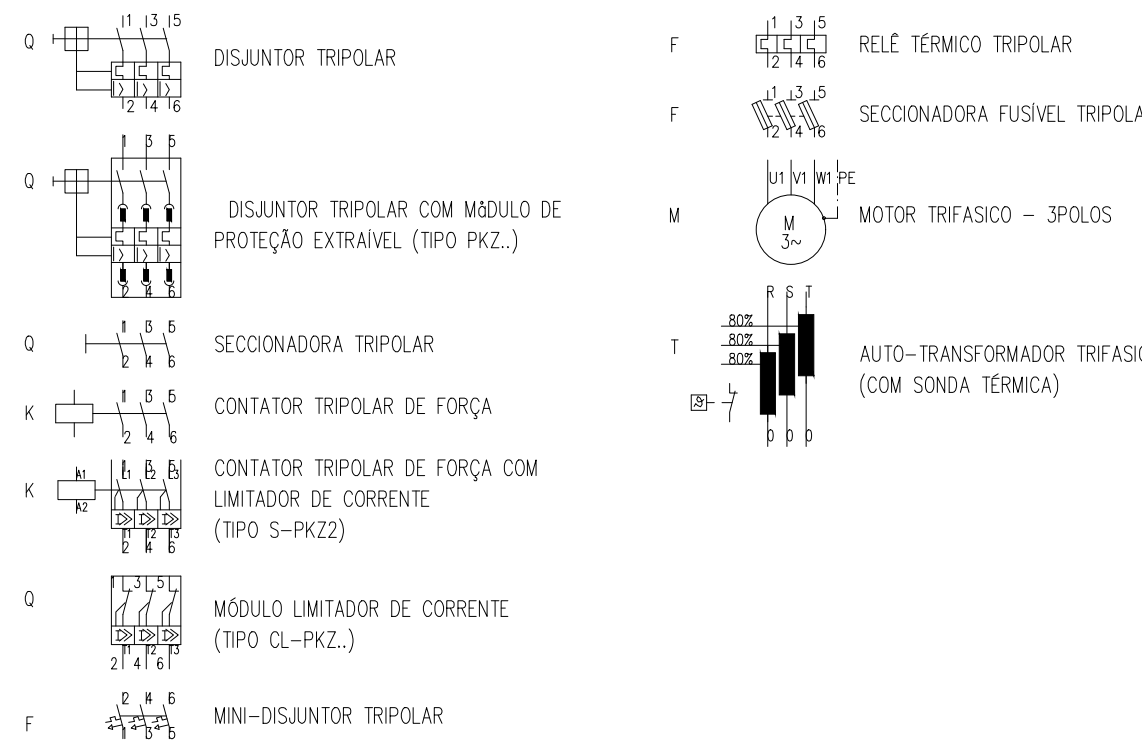 Q
1 3 5
DISJUNTOR TRIPOLAR
2 4 6
1 3 5
Q
DISJUNTOR TRIPOLAR COM MåDULO DE
PROTEÇÃO EXTRAÍVEL (TIPO PKZ..)
2 4 6
1 3 5
Q
SECCIONADORA TRIPOLAR
2 4 6
1 3 5
K
CONTATOR TRIPOLAR DE FORÇA
2 4 6
1 3 5
A1 L1 L2 L3
K
A2
CONTATOR TRIPOLAR DE FORÇA COM
LIMITADOR DE CORRENTE
(TIPO S-PKZ2)
I> I> I>
T1 T2 T3
2 4 6
1 3 5
Q
MÓDULO LIMITADOR DE CORRENTE
(TIPO CL-PKZ..)
I> I> I>
T1 T2 T3
2 4 6
2 4 6
F
MINI-DISJUNTOR TRIPOLAR
1 3 5
1 3 5
F
RELÊ TÉRMICO TRIPOLAR
2 4 6
1 3 5
F
SECCIONADORA FUSÍVEL TRIPOLA
2 4 6
U1 V1 W1 PE
M
M
3~
MOTOR TRIFASICO - 3POLOS
R S T
80%
80%
80%
T
AUTO-TRANSFORMADOR TRIFASIC
(COM SONDA TÉRMICA)
ϑ
0 0 0